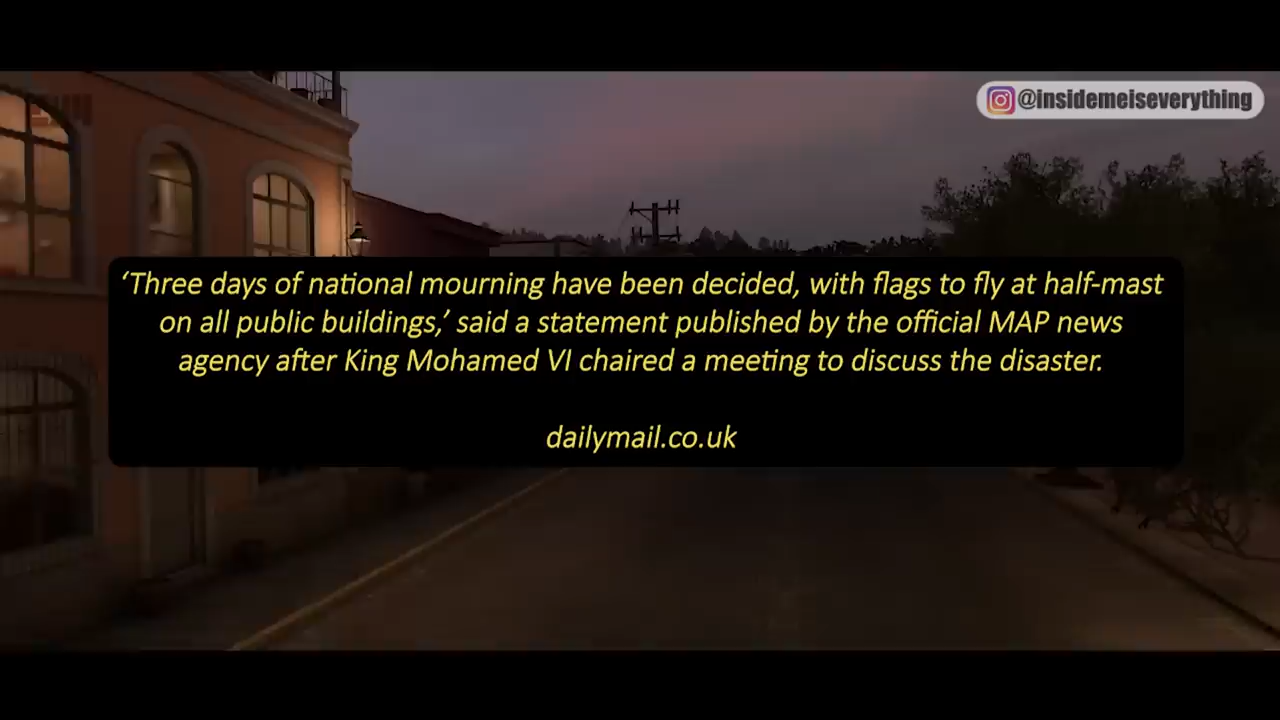 @insidemeiseverything
‘Three days of national mourning have been decided, with flags to fly at half-mast
on all public buildings,’ said a statement published by the official MAP news
agency after King Mohamed VI chaired a meeting to discuss the disaster.
dailymail.co.uk